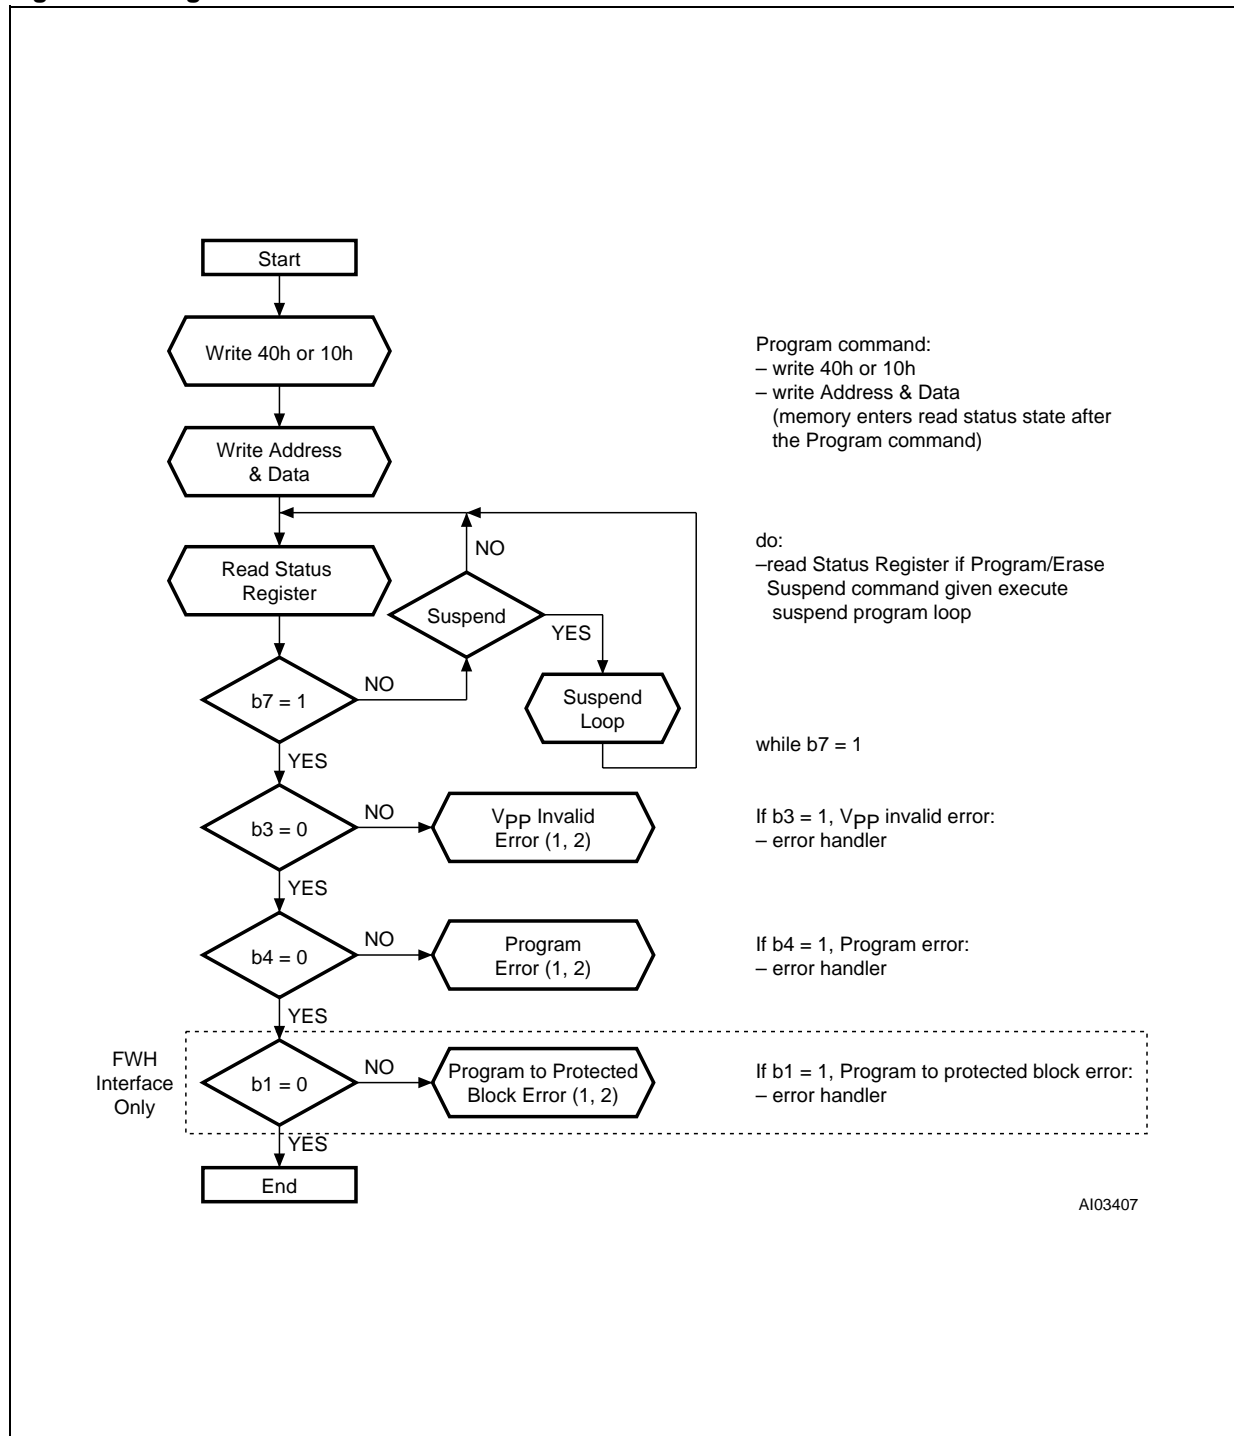 Start
Write 40h or 10h
Program command:
– write 40h or 10h
– write Address & Data
(memory enters read status state after
the Program command)
Write Address
& Data
NO
do:
–read Status Register if Program/Erase
Suspend command given execute
suspend program loop
Read Status
Register
Suspend
YES
b7 = 1
NO
Suspend
Loop
while b7 = 1
YES
b3 = 0
NO
VPP Invalid
Error (1, 2)
If b3 = 1, VPP invalid error:
– error handler
YES
b4 = 0
NO
Program
Error (1, 2)
If b4 = 1, Program error:
– error handler
YES
FWH
Interface
Only
b1 = 0
NO
Program to Protected
Block Error (1, 2)
If b1 = 1, Program to protected block error:
– error handler
YES
End
AI03407